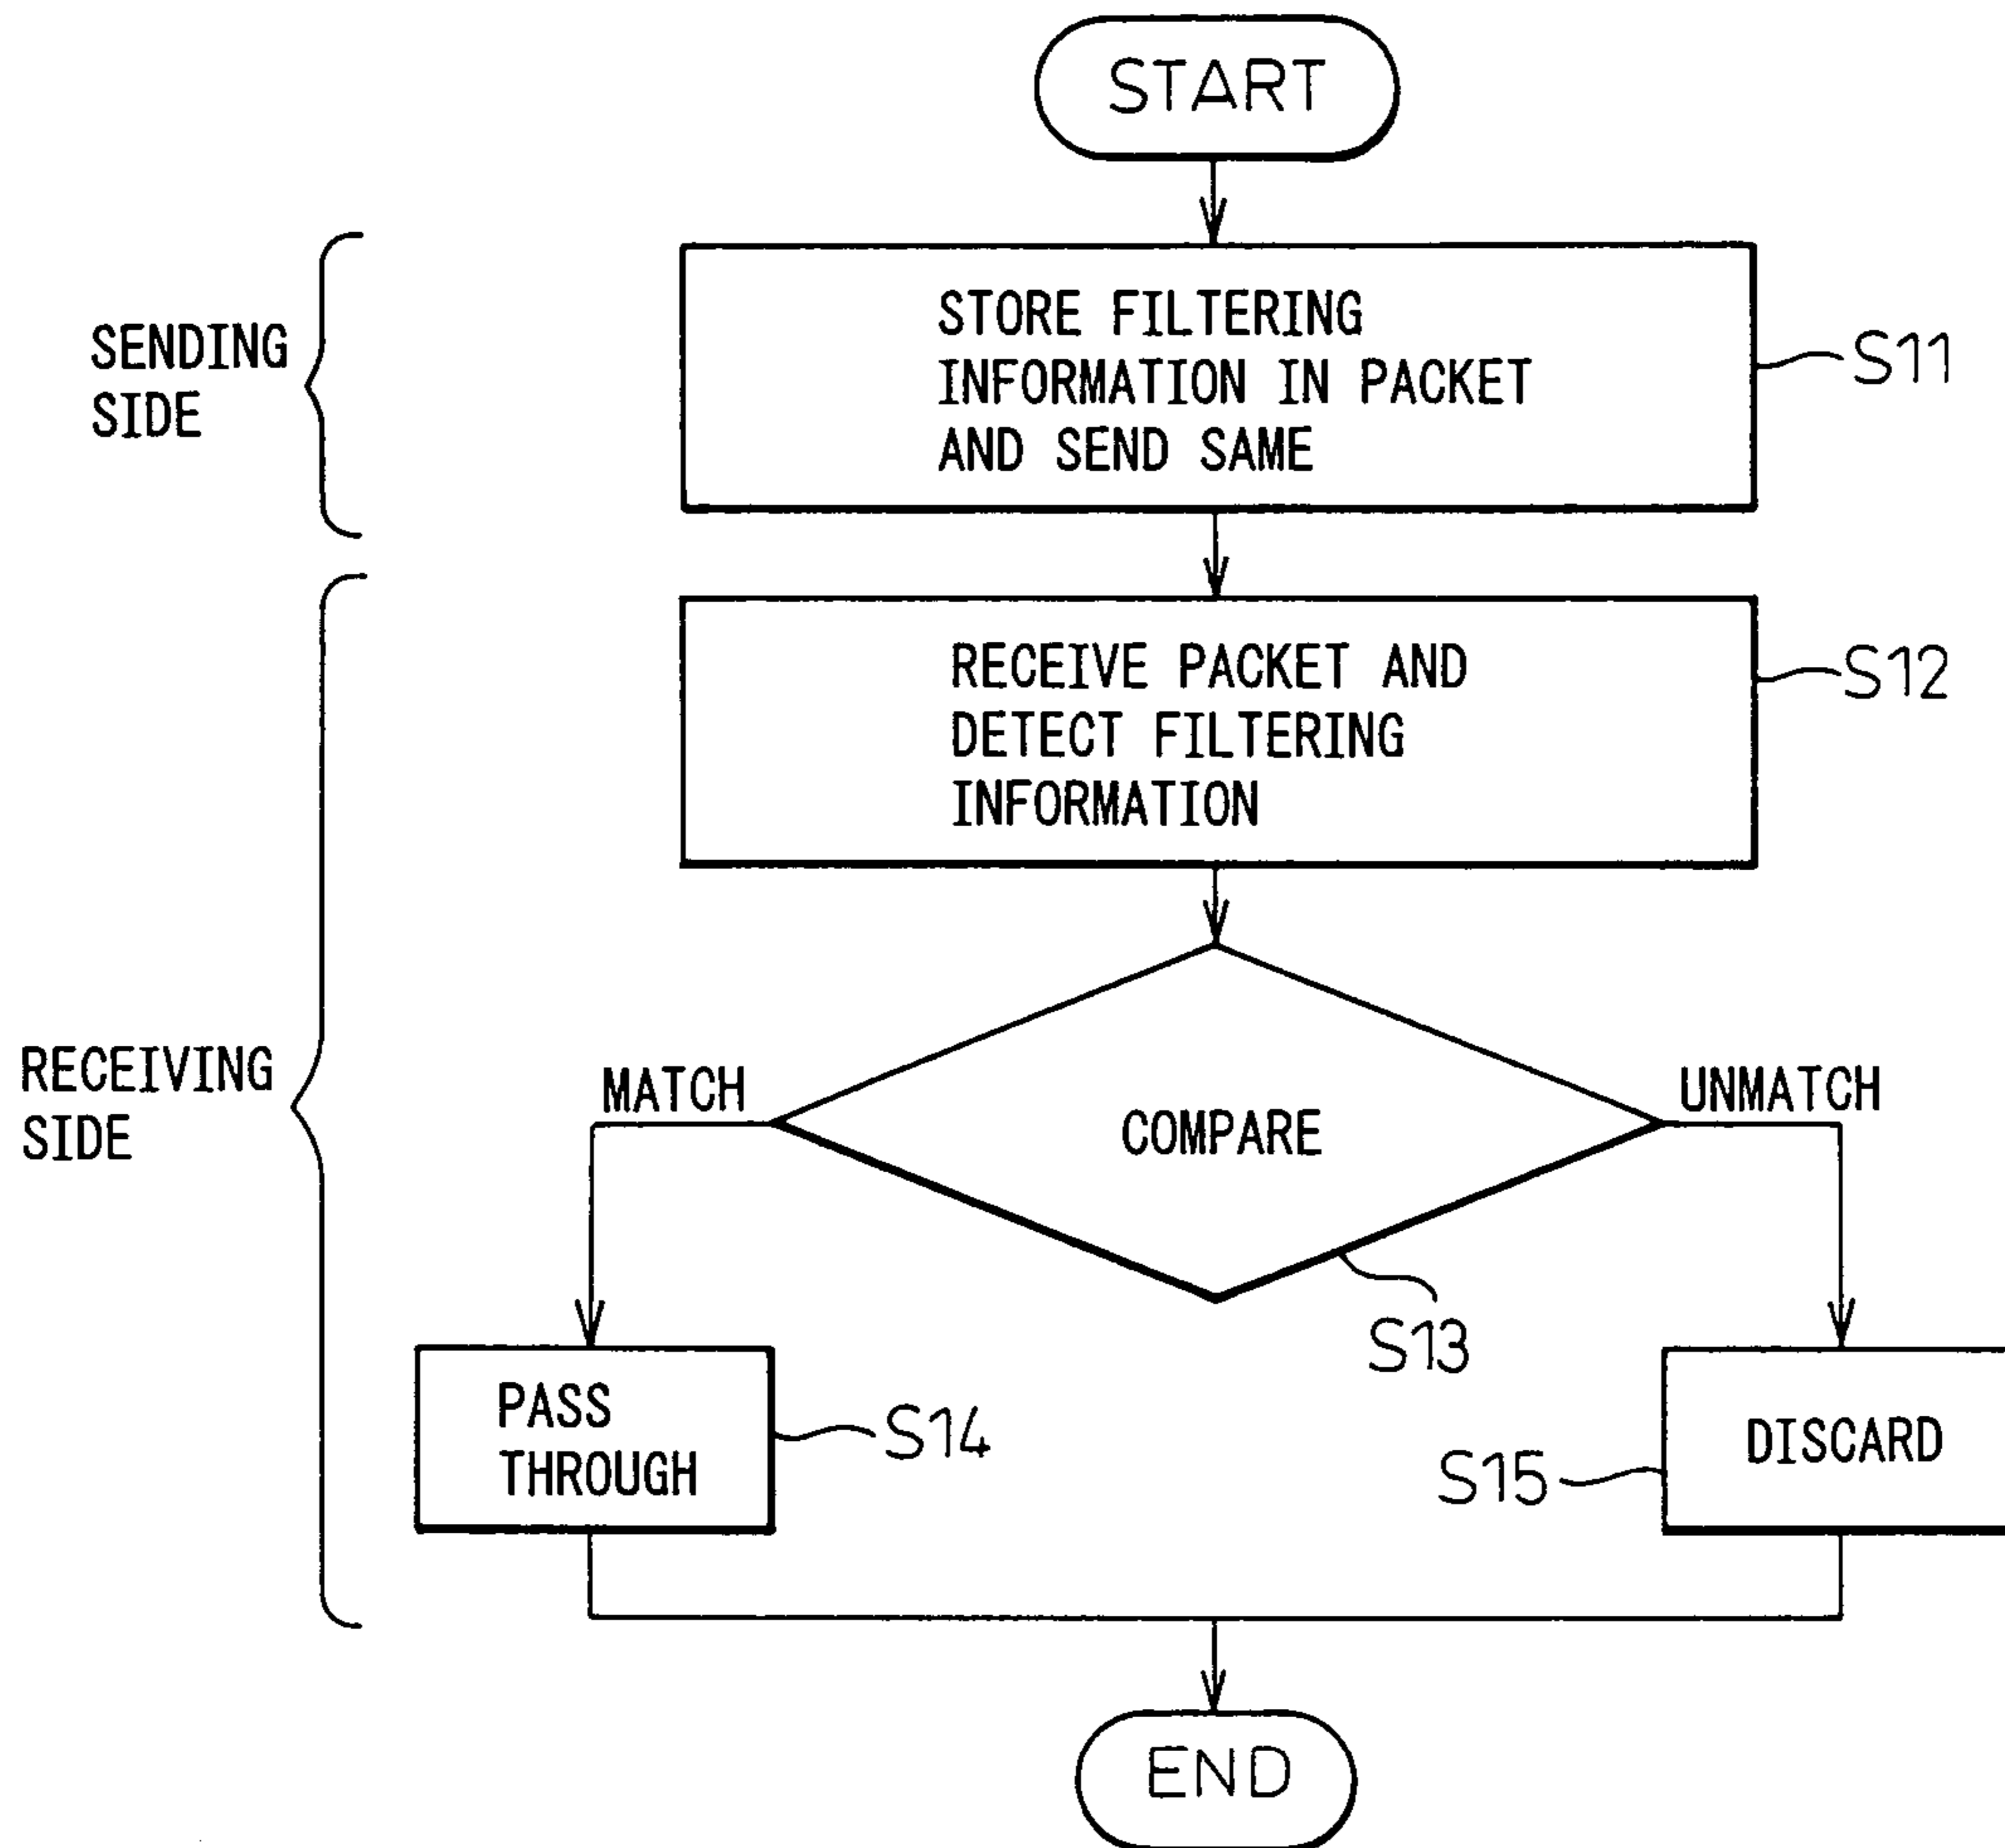 START
SENDING
SIDE
STORE FILTERING
INFORMATION IN PACKET
AND SEND SAME
S11
RECEIVE PACKET AND
DETECT FILTERING
INFORMATION
S12
RECEIVING
SIDE
MATCH
COMPARE
UNMATCH
S13
PASS
THROUGH
S14
S15
DISCARD
END